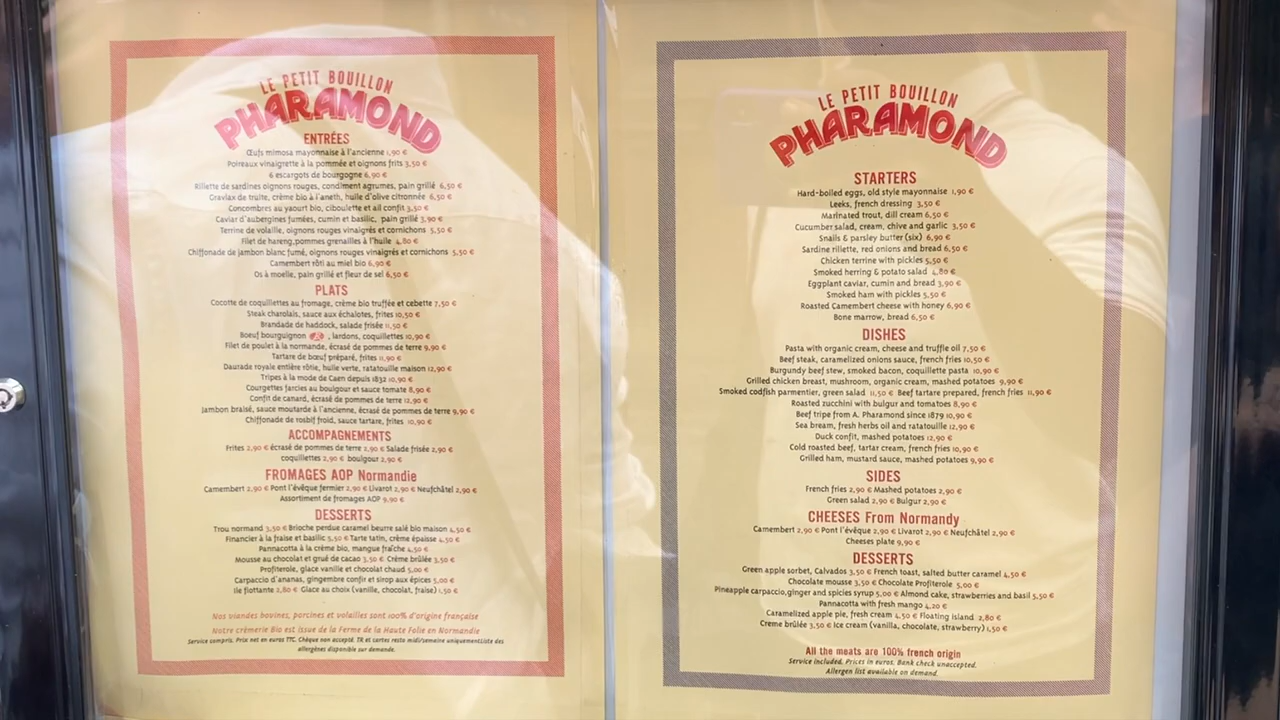 LE PETIT BOUILLON
PHARAMOND
ENTRÉES
Œufs mimosa mayonnaise à l'ancienne 1,90 €
Poireaux vinaigrette à la pommée et oignons frits 3,50 €
6 escargots de bourgogne 6,90 €
Rillette de sardines oignons rouges, condiment agrumes, pain grillé 6,50 €
Gravlax de truite, crème bio à l'aneth, huile d'olive citronnée 6,50 €
Concombres au yaourt bio, ciboulette et ail confit 3,50 €
Caviar d'aubergines fumées, cumin et basilic, pain grillé 3,90 €
Terrine de volaille, oignons rouges vinaigrés et cornichons 5,50 €
Filet de hareng,pommes grenailles à l'huile 4,80 €
Chiffonade de jambon blanc fumé, oignons rouges vinaigrés et cornichons 5,50 €
Camembert rôti au miel bio 6,90 €
Os à moelle, pain grillé et fleur de sel 6,50 €
PLATS
Cocotte de coquillettes au fromage, crème bio truffée et cebette 7,50 €
Steak charolais, sauce aux échalotes, frites 10,50 €
Brandade de haddock, salade frisée 11,50 €
Boeuf bourguignon , lardons, coquillettes 10,90 €
Filet de poulet à la normande, écrasé de pommes de terre 9,90 €
Tartare de bœuf préparé, frites 11,90 €
Daurade royale entière rôtie, huile verte, ratatouille maison 12,90 €
Tripes à la mode de Caen depuis 1832 10,90 €
Courgettes farcies au boulgour et sauce tomate 8,90 €
Confit de canard, écrasé de pommes de terre 12,90 €
Jambon braisé, sauce moutarde à l'ancienne, écrasé de pommes de terre 9,90 €
Chiffonade de rosbif froid, sauce tartare, frites 10,90 €
ACCOMPAGNEMENTS
Frites 2,90 € écrasé de pommes de terre 2,90 € Salade frisée 2,90 €
coquillettes 2,90 € boulgour 2,90 €
FROMAGES AOP Normandie
Camembert 2,90 € Pont l'évêque fermier 2,90 € Livarot 2,90 € Neufchâtel 2,90 €
Assortiment de fromages AOP 9,90 €
DESSERTS
Trou normand 3,50 € Brioche perdue caramel beurre salé bio maison 4,50 €
Financier à la fraise et basilic 5,50 € Tarte tatin, crème épaisse 4,50 €
Pannacotta à la crème bio, mangue fraîche 4,50 €
Mousse au chocolat et grué de cacao 3,50 € Crème brûlée 3,50 €
Profiterole, glace vanille et chocolat chaud 5,00 €
Carpaccio d'ananas, gingembre confit et sirop aux épices 5,00 €
Ile flottante 2,80 € Glace au choix (vanille, chocolat, fraise) 1,50 €
Nos viandes bovines, porcines et volailles sont 100% d'origine française
Notre crèmerie Bio est issue de la Ferme de la Haute Folie en Normandie
Service compris. Prix net en euros TTC. Chèque non accepté. TR et cartes resto midi/semaine uniquementListe des
allergènes disponible sur demande.
LE PETIT BOUILLON
PHARAMOND
STARTERS
Hard-boiled eggs, old style mayonnaise 1,90 €
Leeks, french dressing 3,50 €
Marinated trout, dill cream 6,50 €
Cucumber salad, cream, chive and garlic 3,50 €
Snails & parsley butter (six) 6,90 €
Sardine rillette, red onions and bread 6,50 €
Chicken terrine with pickles 5,50 €
Smoked herring & potato salad 4,80 €
Eggplant caviar, cumin and bread 3,90 €
Smoked ham with pickles 5,50 €
Roasted Camembert cheese with honey 6,90 €
Bone marrow, bread 6,50 €
DISHES
Pasta with organic cream, cheese and truffle oil 7,50 €
Beef steak, caramelized onions sauce, french fries 10,50 €
Burgundy beef stew, smoked bacon, coquillette pasta 10,90 €
Grilled chicken breast, mushroom, organic cream, mashed potatoes 9,90 €
Smoked codfish parmentier, green salad 11,50 € Beef tartare prepared, french fries 11,90 €
Roasted zucchini with bulgur and tomatoes 8,90 €
Beef tripe from A. Pharamond since 1879 10,90 €
Sea bream, fresh herbs oil and ratatouille 12,90 €
Duck confit, mashed potatoes 12,90 €
Cold roasted beef, tartar cream, french fries 10,90 €
Grilled ham, mustard sauce, mashed potatoes 9,90 €
SIDES
French fries 2,90 € Mashed potatoes 2,90 €
Green salad 2,90 € Bulgur 2,90 €
CHEESES From Normandy
Camembert 2,90 € Pont l'évêque 2,90 € Livarot 2,90 € Neufchâtel 2,90 €
Cheeses plate 9,90 €
DESSERTS
Green apple sorbet, Calvados 3,50 € French toast, salted butter caramel 4,50 €
Chocolate mousse 3,50 € Chocolate Profiterole 5,00 €
Pineapple carpaccio,ginger and spicies syrup 5,00 € Almond cake, strawberries and basil 5,50 €
Pannacotta with fresh mango 4,20 €
Caramelized apple pie, fresh cream 4,50 € Floating island 2,80 €
Creme brûlée 3,50 € Ice cream (vanilla, chocolate, strawberry) 1,50 €
All the meats are 100% french origin
Service included. Prices in euros. Bank check unaccepted.
Allergen list available on demand.